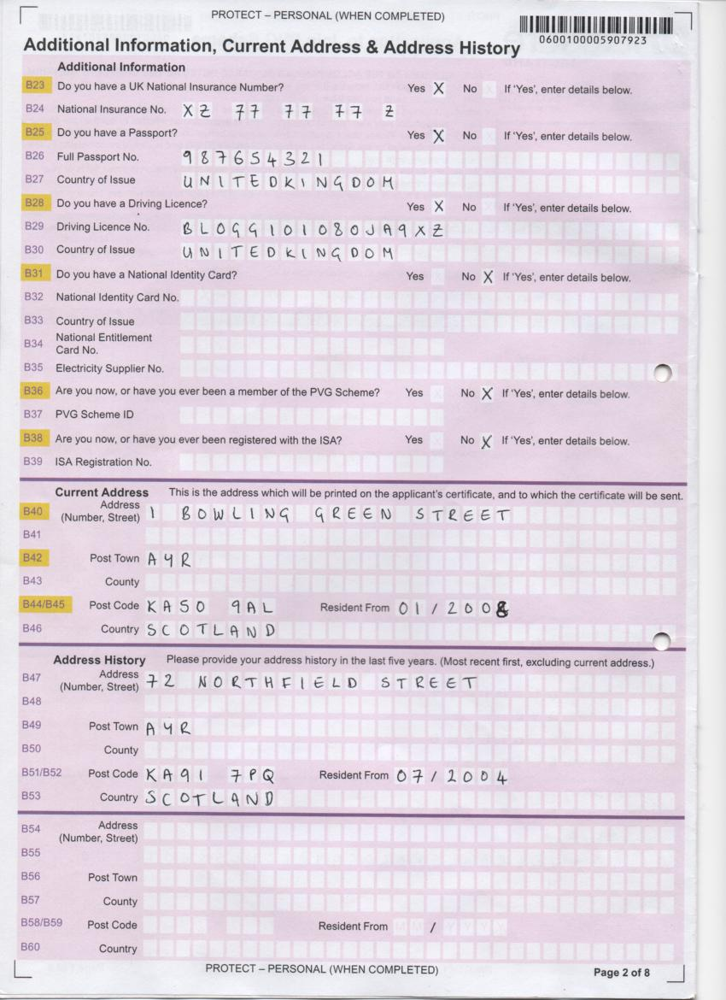 PROTECT – PERSONAL (WHEN COMPLETED)
0600100005907923
Additional Information, Current Address & Address History
Additional Information
B23 Do you have a UK National Insurance Number? Yes X No If 'Yes', enter details below.
B24 National Insurance No. XZ 77 77 77 Z
B25 Do you have a Passport? Yes X No If 'Yes', enter details below.
B26 Full Passport No. 987654321
B27 Country of Issue UNITEDKINGDOM
B28 Do you have a Driving Licence? Yes X No If 'Yes', enter details below.
B29 Driving Licence No. BLOGG101080JA9XZ
B30 Country of Issue UNITEDKINGDOM
B31 Do you have a National Identity Card? Yes No X If 'Yes', enter details below.
B32 National Identity Card No.
B33 Country of Issue
B34 National Entitlement
Card No.
B35 Electricity Supplier No.
B36 Are you now, or have you ever been a member of the PVG Scheme? Yes No X If 'Yes', enter details below.
B37 PVG Scheme ID
B38 Are you now, or have you ever been registered with the ISA? Yes No X If 'Yes', enter details below.
B39 ISA Registration No.
Current Address This is the address which will be printed on the applicant's certificate, and to which the certificate will be sent.
B40 Address
(Number, Street) 1 BOWLING GREEN STREET
B41
B42 Post Town AYR
B43 County
B44/B45 Post Code KA50 9AL Resident From 01/2008
B46 Country SCOTLAND
Address History Please provide your address history in the last five years. (Most recent first, excluding current address.)
B47 Address
(Number, Street) 72 NORTHFIELD STREET
B48
B49 Post Town AYR
B50 County
B51/B52 Post Code KA91 7PQ Resident From 07/2004
B53 Country SCOTLAND
B54 Address
(Number, Street)
B55
B56 Post Town
B57 County
B58/B59 Post Code Resident From MM / YYYY
B60 Country
PROTECT – PERSONAL (WHEN COMPLETED)
Page 2 of 8